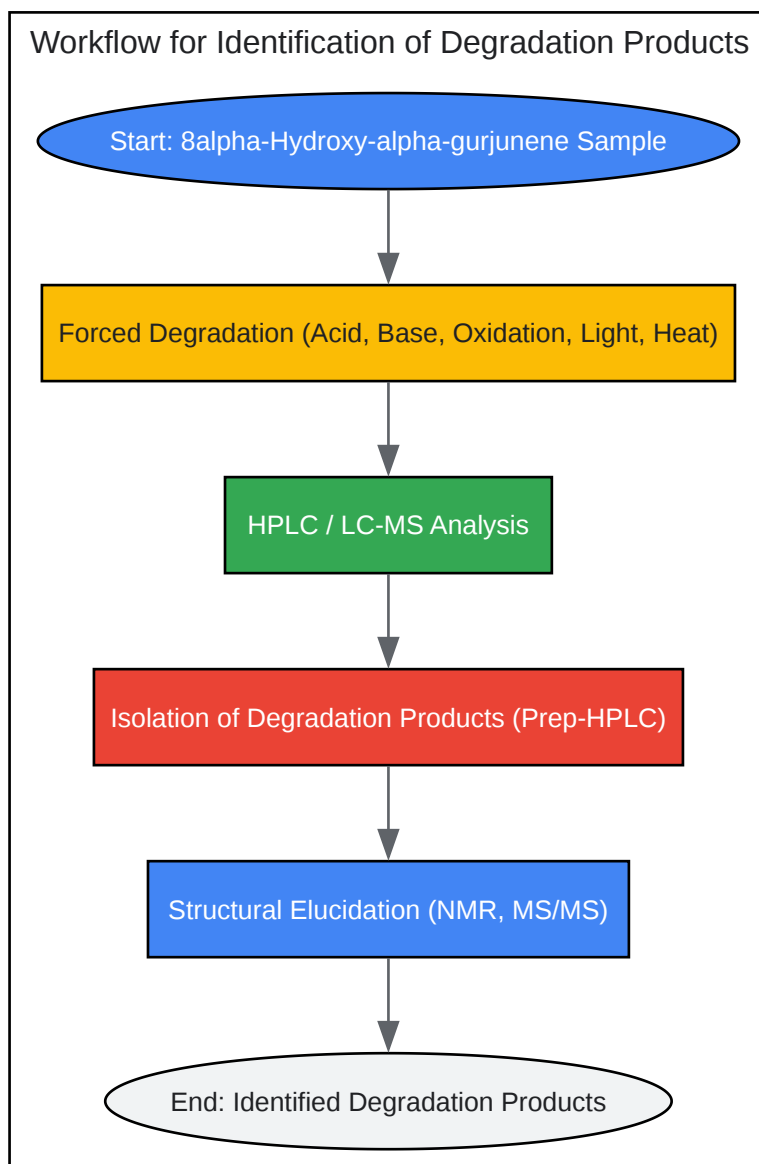 Workflow for Identification of Degradation Products
Start: 8alpha-Hydroxy-alpha-gurjunene Sample
Forced Degradation (Acid, Base, Oxidation, Light, Heat)
HPLC / LC-MS Analysis
Isolation of Degradation Products (Prep-HPLC)
Structural Elucidation (NMR, MS/MS)
End: Identified Degradation Products